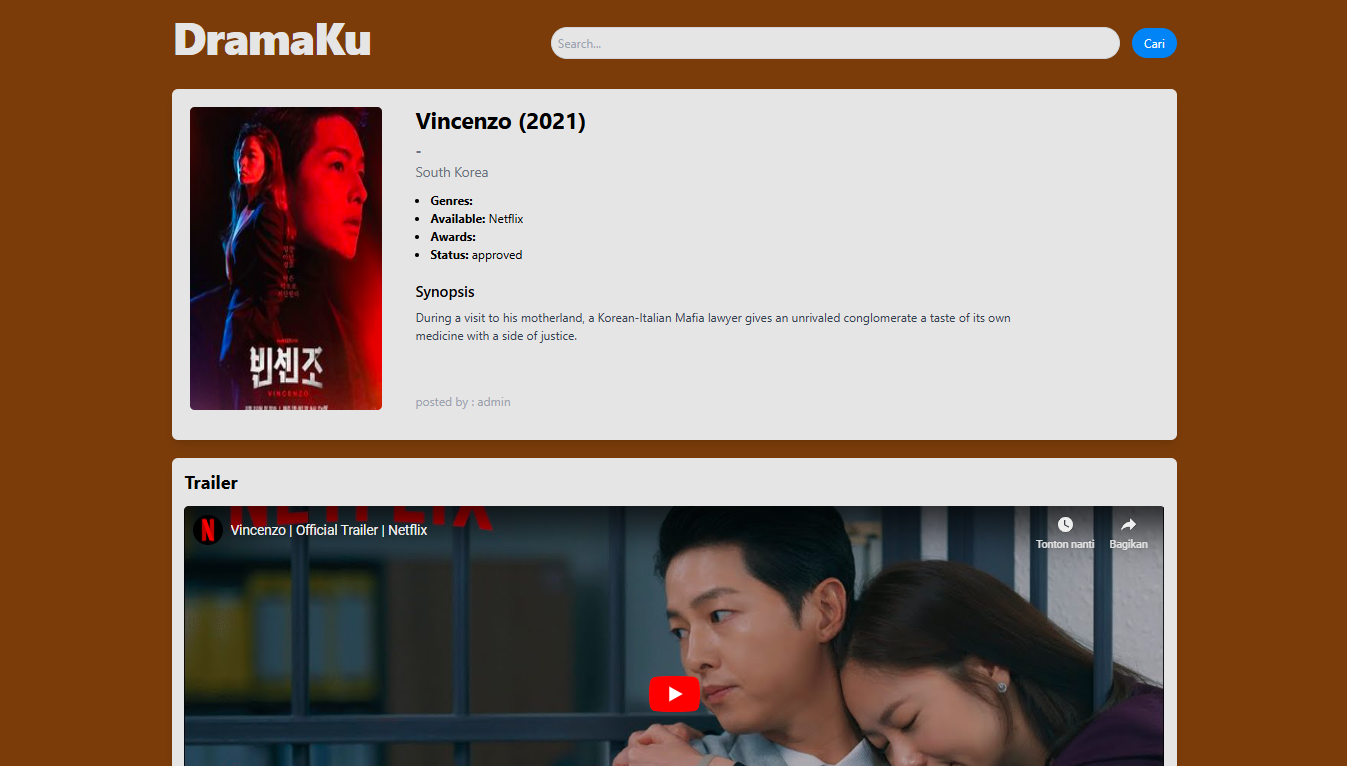 DramaKu
Search...
Cari
Vincenzo (2021)
-
South Korea
Genres:
Available: Netflix
Awards:
Status: approved
Synopsis
During a visit to his motherland, a Korean-Italian Mafia lawyer gives an unrivaled conglomerate a taste of its own
medicine with a side of justice.
posted by : admin
빈센조
VINCENZO
Trailer
NETFLIX
N
Vincenzo | Official Trailer | Netflix
Tonton nanti
Bagikan